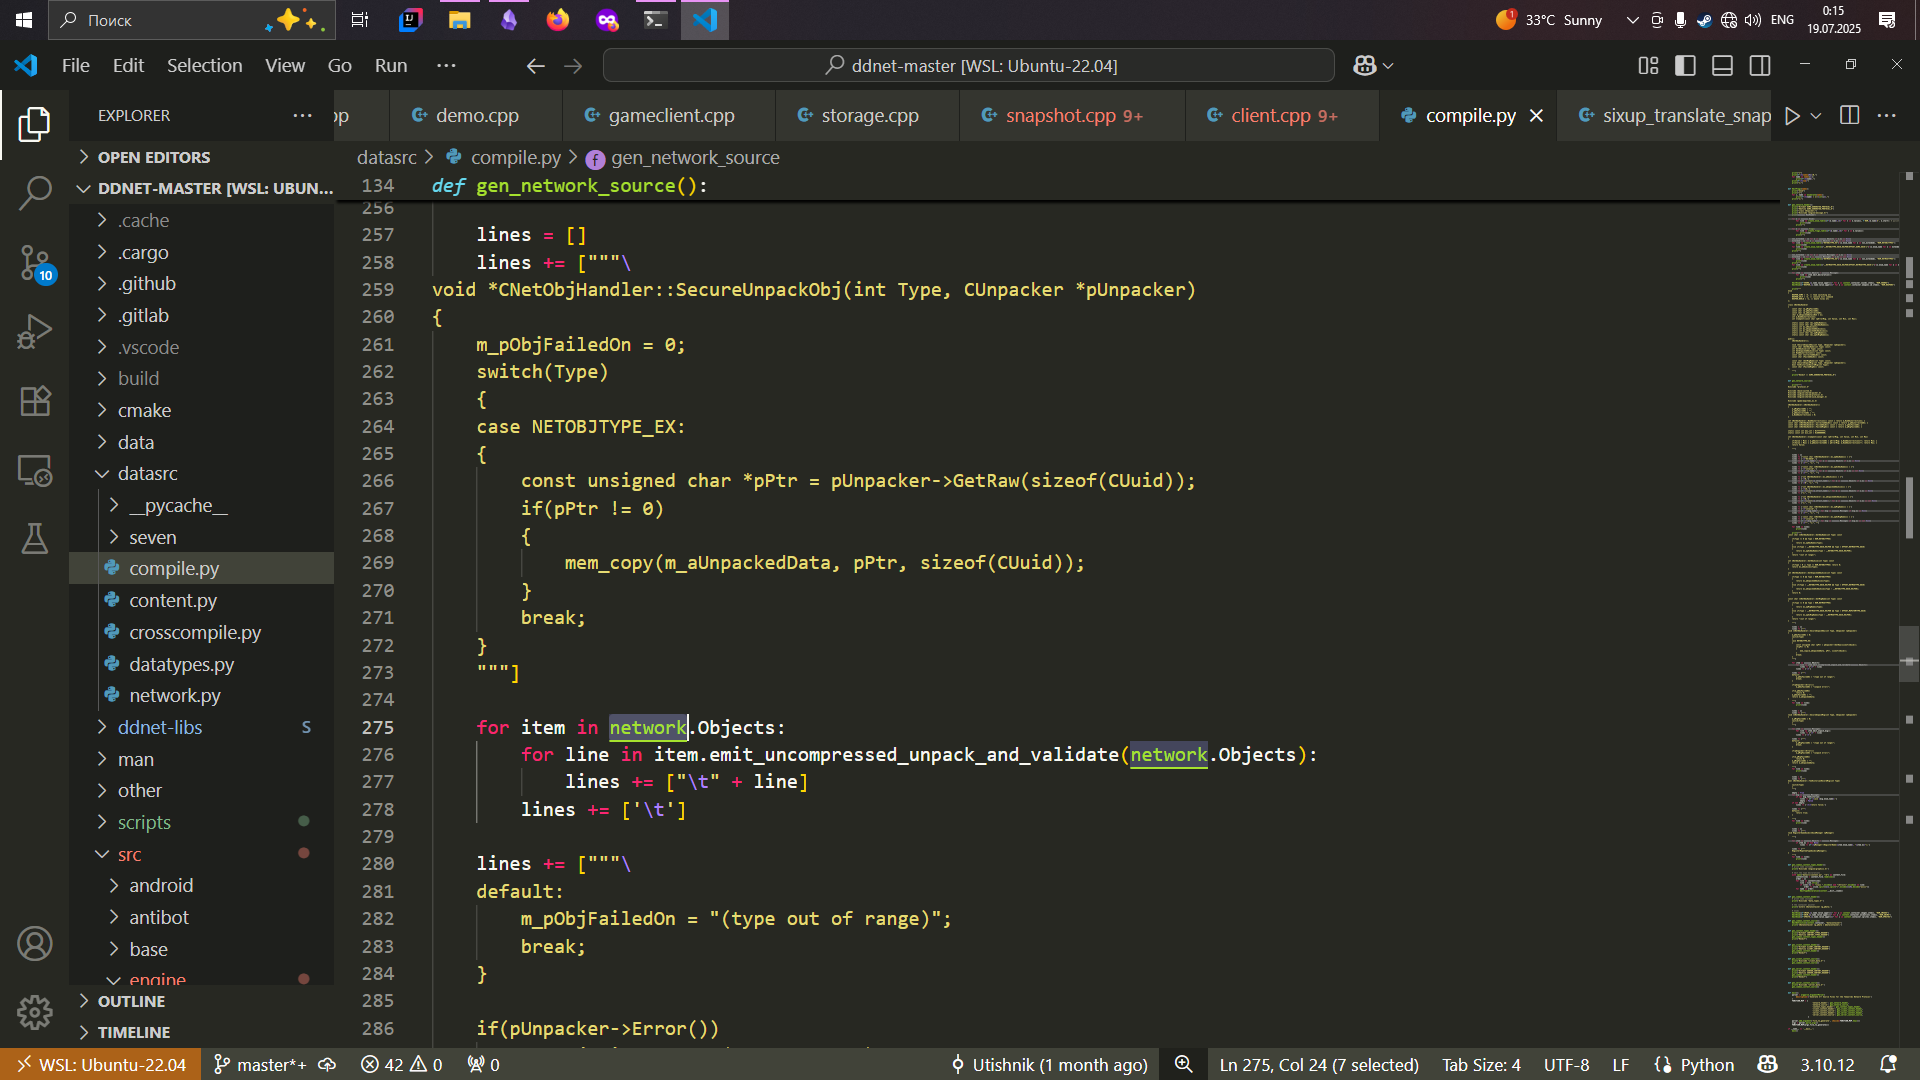 Поиск
1
33°C Sunny
ENG
0:15
19.07.2025
File Edit Selection View Go Run ···
ddnet-master [WSL: Ubuntu-22.04]
EXPLORER
pp
demo.cpp
gameclient.cpp
storage.cpp
snapshot.cpp 9+
client.cpp 9+
compile.py
sixup_translate_snap
datasrc > compile.py > gen_network_source
OPEN EDITORS
DDNET-MASTER [WSL: UBUN...
.cache
.cargo
.github
.gitlab
.vscode
build
cmake
data
datasrc
__pycache__
seven
compile.py
content.py
crosscompile.py
datatypes.py
network.py
ddnet-libs S
man
other
scripts
src
android
antibot
base
engine
OUTLINE
TIMELINE
10
134 def gen_network_source():
256
257 lines = []
258 lines += ["""\
259 void *CNetObjHandler::SecureUnpackObj(int Type, CUnpacker *pUnpacker)
260 {
261 m_pObjFailedOn = 0;
262 switch(Type)
263 {
264 case NETOBJTYPE_EX:
265 {
266 const unsigned char *pPtr = pUnpacker->GetRaw(sizeof(CUuid));
267 if(pPtr != 0)
268 {
269 mem_copy(m_aUnpackedData, pPtr, sizeof(CUuid));
270 }
271 break;
272 }
273 """]
274
275 for item in network.Objects:
276 for line in item.emit_uncompressed_unpack_and_validate(network.Objects):
277 lines += ["\t" + line]
278 lines += ['\t']
279
280 lines += ["""\
281 default:
282 m_pObjFailedOn = "(type out of range)";
283 break;
284 }
285
286 if(pUnpacker->Error())
WSL: Ubuntu-22.04
master*+
42 0
0
Utishnik (1 month ago)
Ln 275, Col 24 (7 selected)
Tab Size: 4
UTF-8
LF
Python
3.10.12